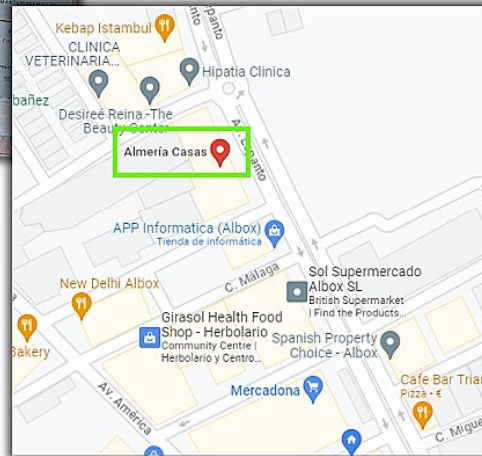 Kebap Istambul
CLINICA
VETERINARIA...
Hipatia Clinica
bañez
Desireé Reina -The
Beauty Center
Av. Lepanto
Almería Casas
APP Informatica (Albox)
Tienda de informática
C. Málaga
New Delhi Albox
Sol Supermercado
Albox SL
British Supermarket
| Find the Products...
Girasol Health Food
Shop - Herbolario
Community Centre |
Herbolario y Centro...
Spanish Property
Choice - Albox
Bakery
Av. América
Mercadona
Cafe Bar Trian
Pizza · €
C. Migue